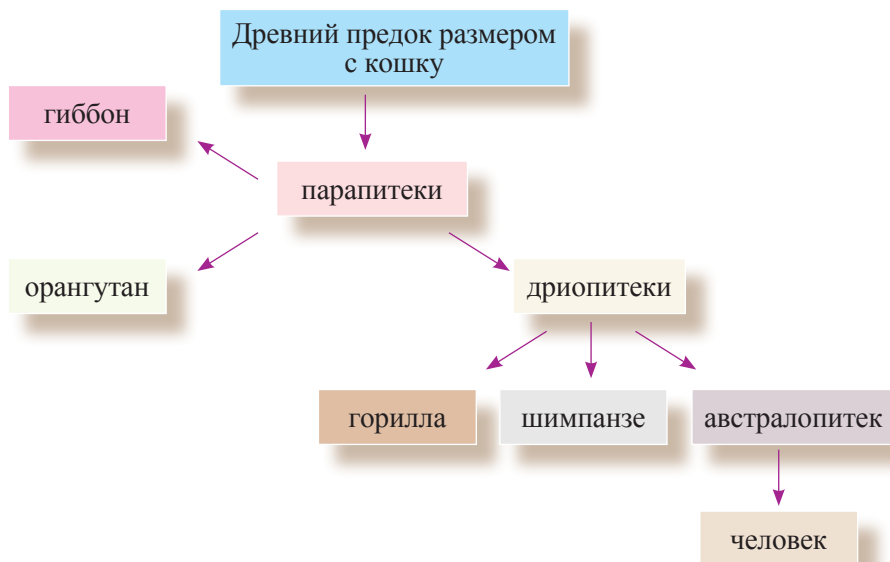 Древний предок размером
с кошку
гиббон
парапитеки
орангутан
дриопитеки
горилла
шимпанзе
австралопитек
человек